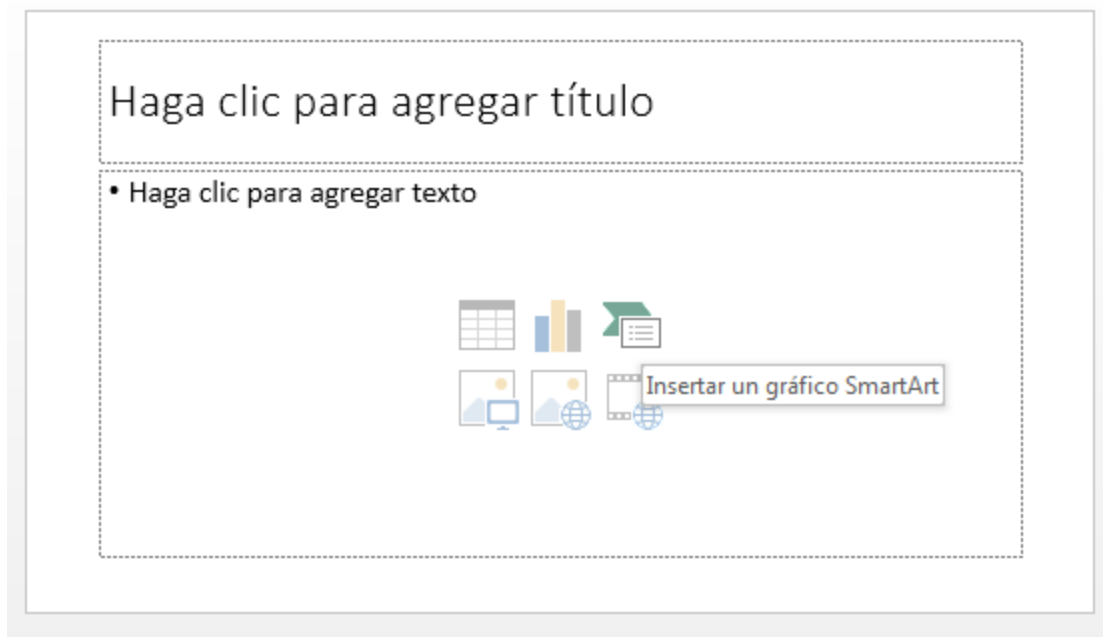 Haga clic para agregar título
• Haga clic para agregar texto
Insertar un gráfico SmartArt